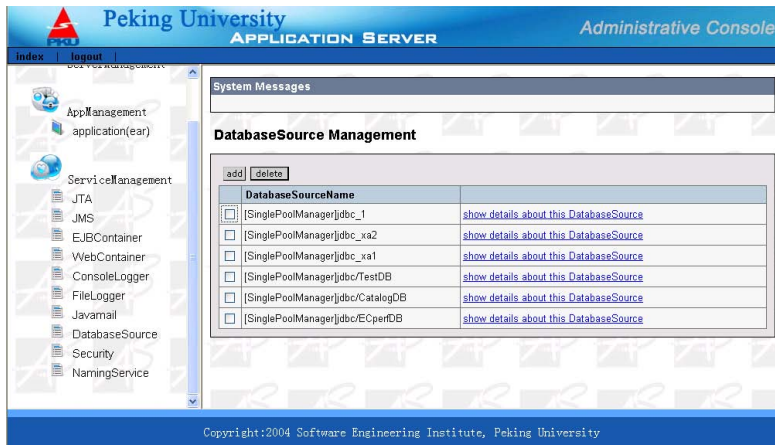 PKU
Peking University
APPLICATION SERVER
Administrative Console
index | logout |
ServerManagement
AppManagement
application(ear)
ServiceManagement
JTA
JMS
EJBContainer
WebContainer
ConsoleLogger
FileLogger
Javamail
DatabaseSource
Security
NamingService
System Messages
DatabaseSource Management
add delete
DatabaseSourceName
[SinglePoolManager]jdbc_1 show details about this DatabaseSource
[SinglePoolManager]jdbc_xa2 show details about this DatabaseSource
[SinglePoolManager]jdbc_xa1 show details about this DatabaseSource
[SinglePoolManager]jdbc/TestDB show details about this DatabaseSource
[SinglePoolManager]jdbc/CatalogDB show details about this DatabaseSource
[SinglePoolManager]jdbc/ECperfDB show details about this DatabaseSource
Copyright:2004 Software Engineering Institute, Peking University